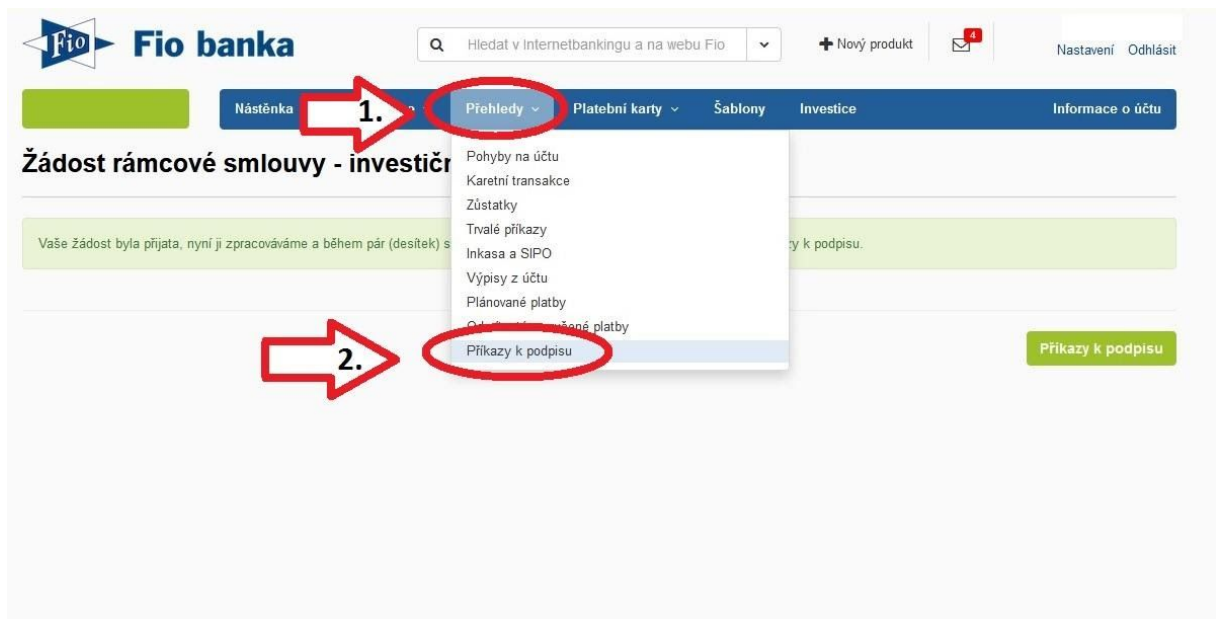 Fio Fio banka
Hledat v Internetbankingu a na webu Fio
Nový produkt
4
Nastavení Odhlásit
Nástěnka
1.
Přehledy
Platební karty
Šablony
Investice
Informace o účtu
Žádost rámcové smlouvy - investičn
Pohyby na účtu
Karetní transakce
Zůstatky
Trvalé příkazy
Inkasa a SIPO
Výpisy z účtu
Plánované platby
platby
Příkazy k podpisu
Vaše žádost byla přijata, nyní ji zpracováváme a během pár (desítek) s
y k podpisu.
2.
Příkazy k podpisu